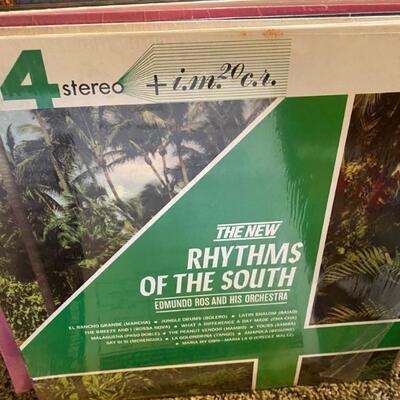 4 stereo + i.m.20 c.r.
THE NEW
RHYTHMS
OF THE SOUTH
EDMUNDO ROS AND HIS ORCHESTRA
EL RANCHO GRANDE (MARCHA) • JUNGLE DRUMS (BOLERO) • LATIN SHALOM (BAIAO)
THE BREEZE AND I (BOSSA NOVA) • WHAT A DIFFERENCE A DAY MADE (CHA-CHA)
MALAGUENA (PASO DOBLE) • THE PEANUT VENDOR (MAMBO) • YOURS (SAMBA)
SAY SI SI (MERENGUE) • LA GOLONDRINA (TANGO) • AMAPOLA (BEGUINE)
MARIA MY OWN - MARIA LA O (CREOLE WALTZ)